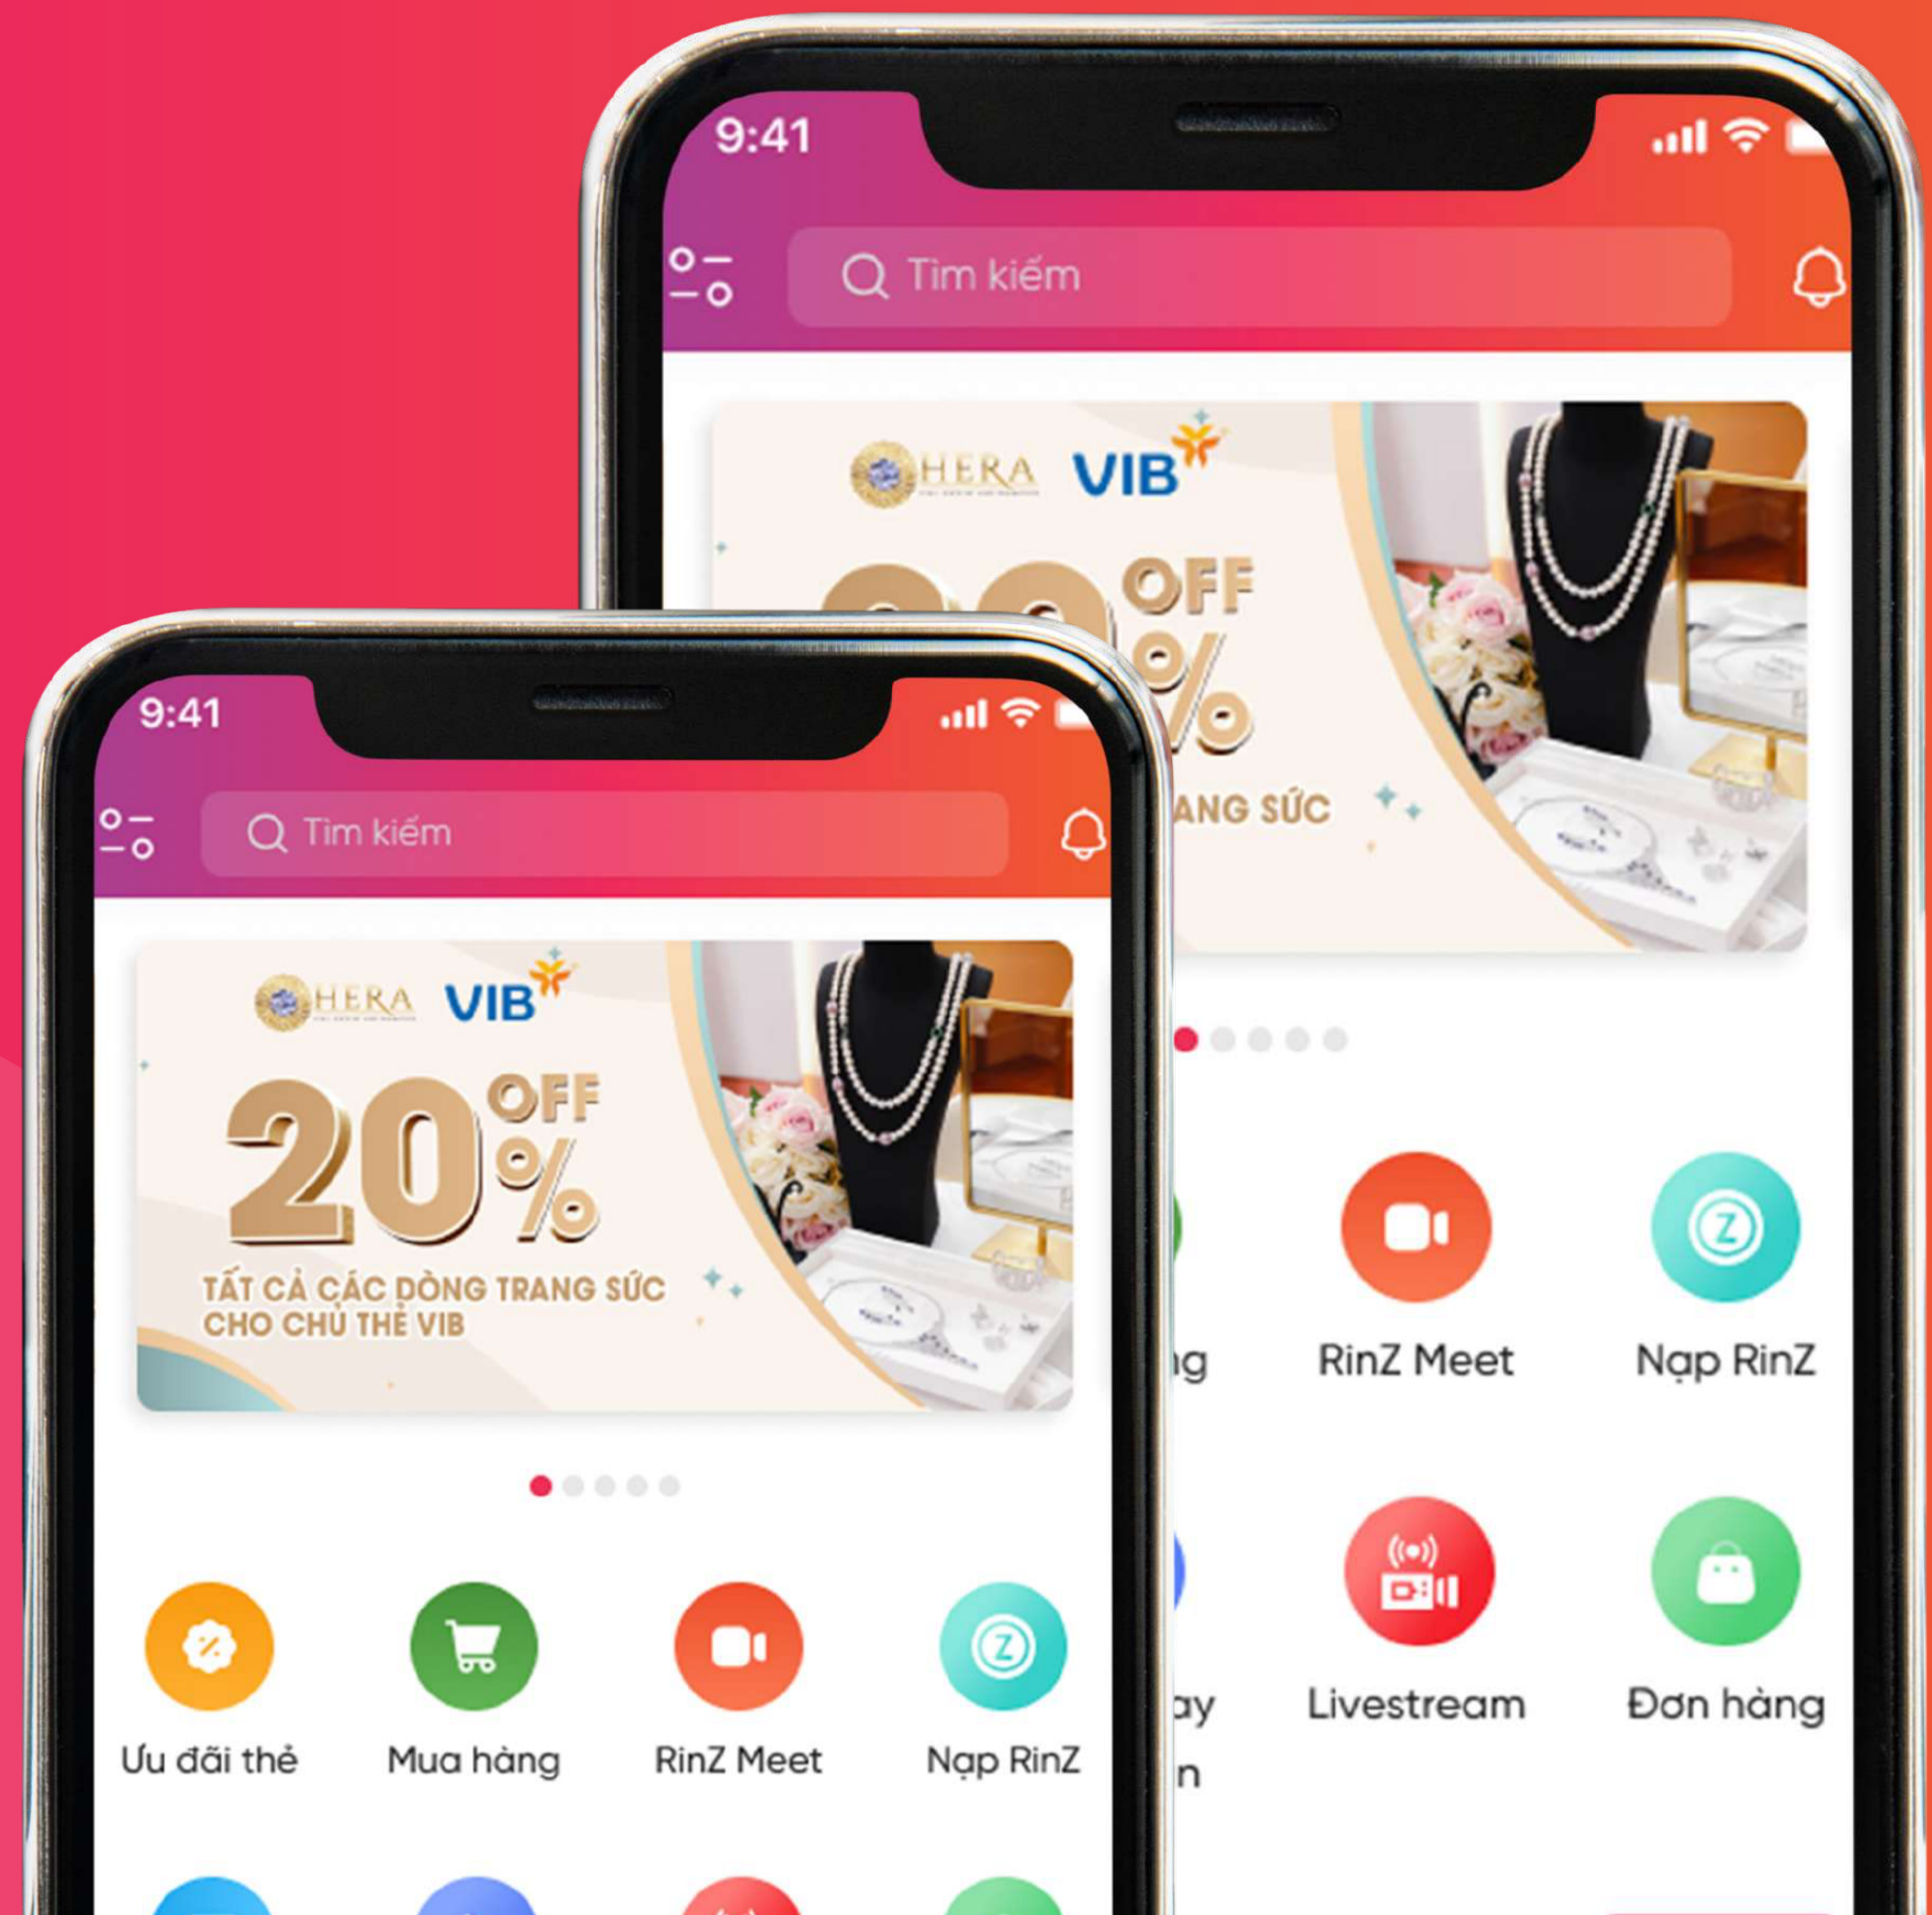 9:41
Tìm kiếm
HERA VIB
OFF
%
ANG SỨC
RinZ Meet
Nạp RinZ
Livestream
Đơn hàng
9:41
Tìm kiếm
HERA VIB
20 OFF
%
TẤT CẢ CÁC DÒNG TRANG SỨC
CHO CHỦ THẺ VIB
Ưu đãi thẻ
Mua hàng
RinZ Meet
Nạp RinZ